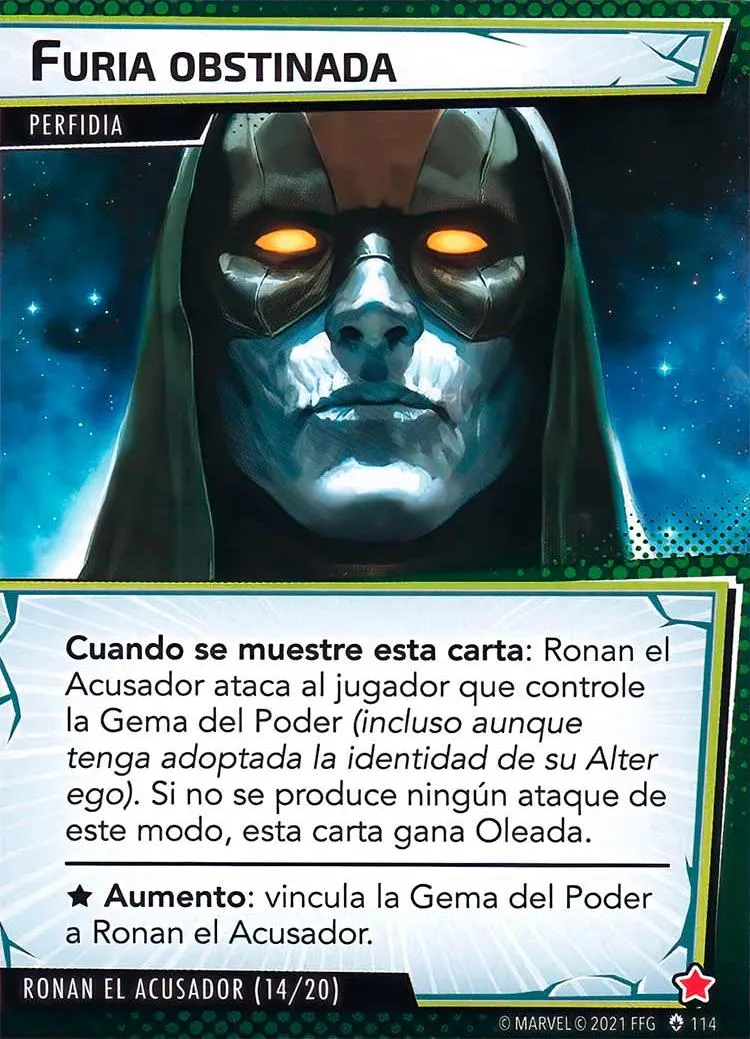 FURIA OBSTINADA
PERFIDIA
Cuando se muestre esta carta: Ronan el
Acusador ataca al jugador que controle
la Gema del Poder (incluso aunque
tenga adoptada la identidad de su Alter
ego). Si no se produce ningún ataque de
este modo, esta carta gana Oleada.
★ Aumento: vincula la Gema del Poder
a Ronan el Acusador.
RONAN EL ACUSADOR (14/20)
© MARVEL © 2021 FFG 114